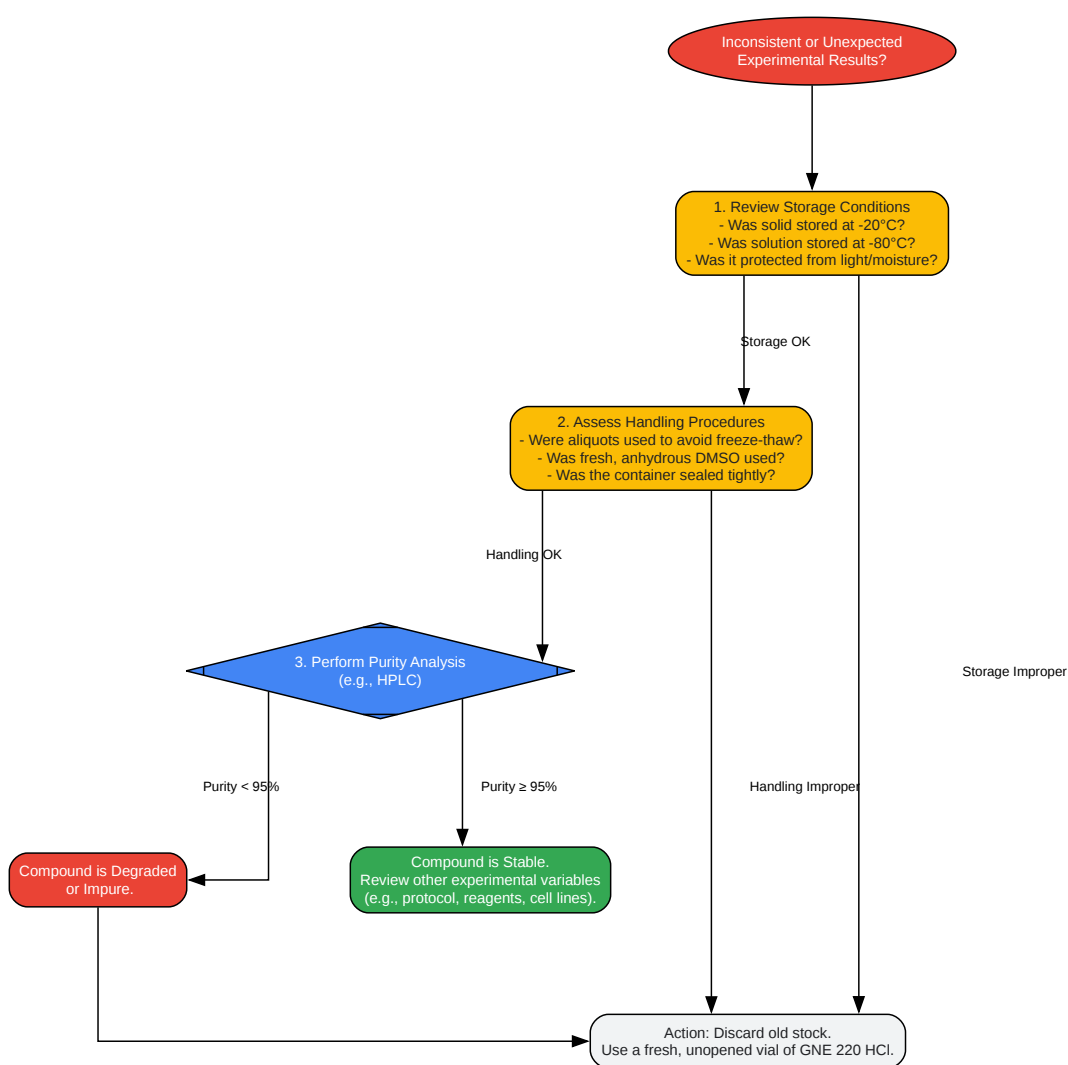 Inconsistent or Unexpected
Experimental Results?
1. Review Storage Conditions
- Was solid stored at -20°C?
- Was solution stored at -80°C?
- Was it protected from light/moisture?
Storage OK
2. Assess Handling Procedures
- Were aliquots used to avoid freeze-thaw?
- Was fresh, anhydrous DMSO used?
- Was the container sealed tightly?
Handling OK
3. Perform Purity Analysis
(e.g., HPLC)
Storage Improper
Purity < 95%
Purity ≥ 95%
Handling Improper
Compound is Degraded
or Impure.
Compound is Stable.
Review other experimental variables
(e.g., protocol, reagents, cell lines).
Action: Discard old stock.
Use a fresh, unopened vial of GNE 220 HCl.